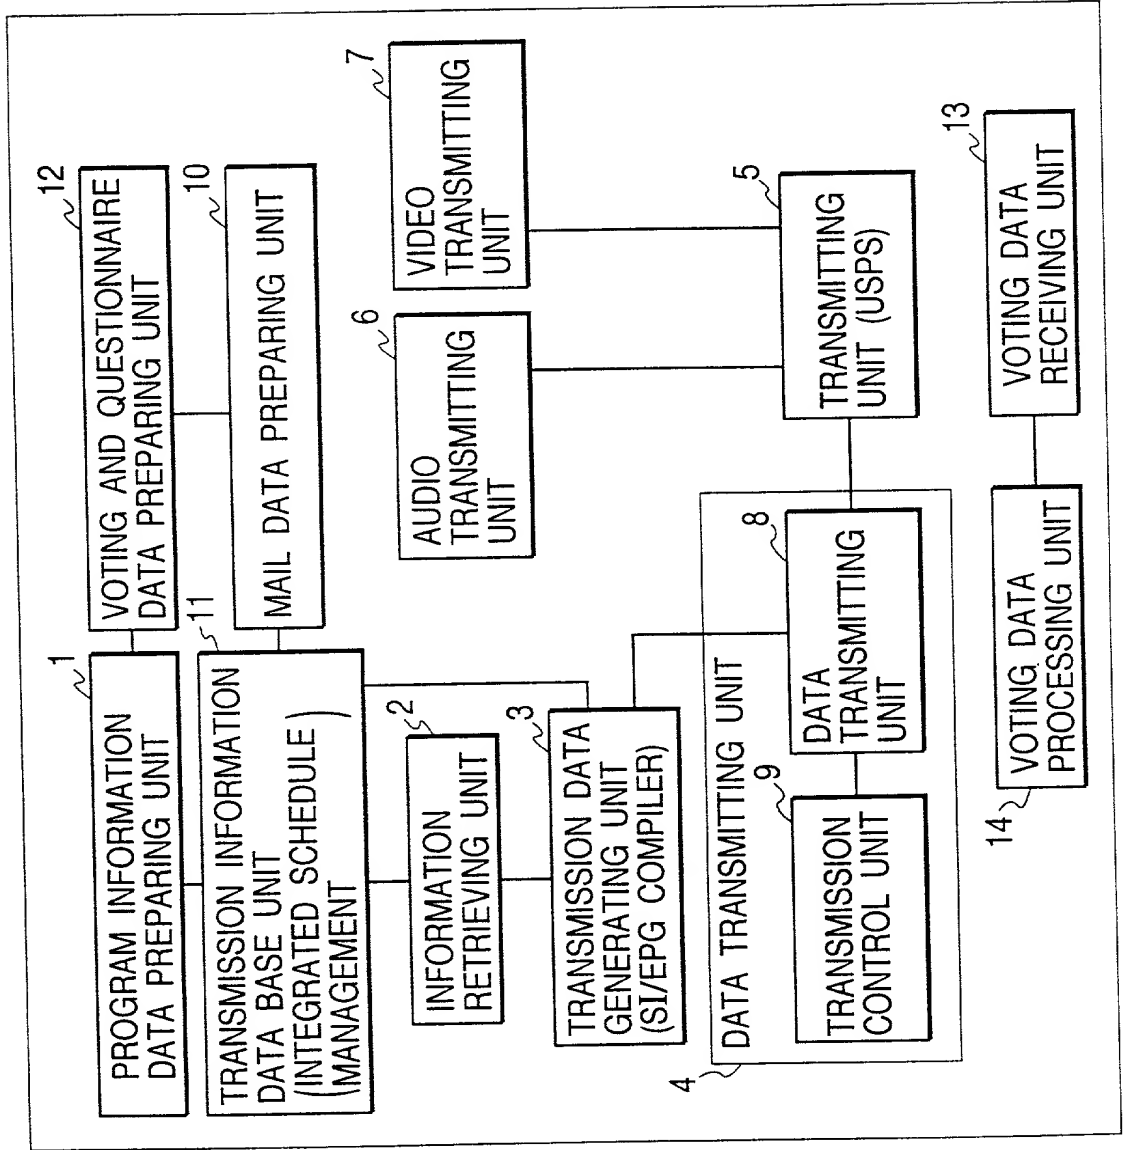 1
PROGRAM INFORMATION
DATA PREPARING UNIT
12
VOTING AND QUESTIONNAIRE
DATA PREPARING UNIT
11
TRANSMISSION INFORMATION
DATA BASE UNIT
(INTEGRATED SCHEDULE)
(MANAGEMENT)
10
MAIL DATA PREPARING UNIT
2
INFORMATION
RETRIEVING UNIT
6
AUDIO
TRANSMITTING
UNIT
7
VIDEO
TRANSMITTING
UNIT
3
TRANSMISSION DATA
GENERATING UNIT
(SI/EPG COMPILER)
4
DATA TRANSMITTING UNIT
9
TRANSMISSION
CONTROL UNIT
8
DATA
TRANSMITTING
UNIT
5
TRANSMITTING
UNIT (USPS)
14
VOTING DATA
PROCESSING UNIT
13
VOTING DATA
RECEIVING UNIT